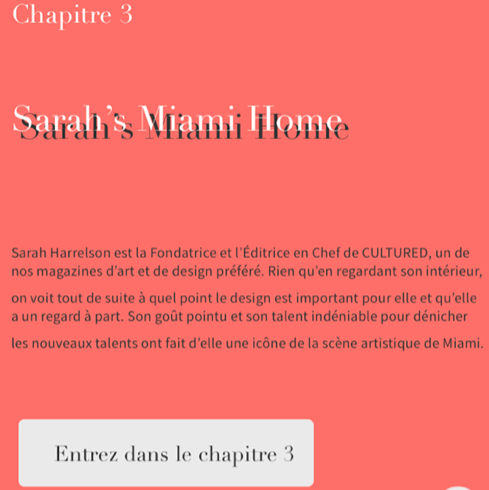 Chapitre 3
Sarah's Miami Home
Sarah Harrelson est la Fondatrice et l'Éditrice en Chef de CULTURED, un de
nos magazines d'art et de design préféré. Rien qu'en regardant son intérieur,
on voit tout de suite à quel point le design est important pour elle et qu'elle
a un regard à part. Son goût pointu et son talent indéniable pour dénicher
les nouveaux talents ont fait d'elle une icône de la scène artistique de Miami.
Entrez dans le chapitre 3